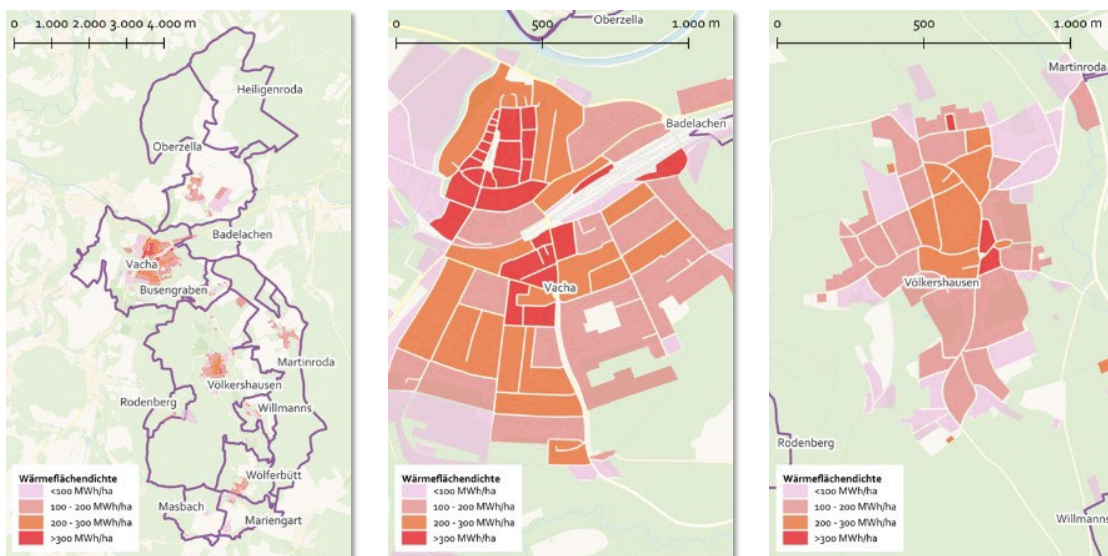 0 1.000 2.000 3.000 4.000 m
Heiligenroda
Oberzella
Badelachen
Vacha
Busengraben
Martinroda
Völkershausen
Rodenberg
Willmanns
Wölferbütt
Masbach
Mariengart
Wärmeflächendichte
<100 MWh/ha
100 - 200 MWh/ha
200 - 300 MWh/ha
>300 MWh/ha
0 500 1.000 m
Oberzella
Badelachen
Vacha
Wärmeflächendichte
<100 MWh/ha
100 - 200 MWh/ha
200 - 300 MWh/ha
>300 MWh/ha
0 500 1.000 m
Martinroda
Völkershausen
Rodenberg
Willmanns
Wärmeflächendichte
<100 MWh/ha
100 - 200 MWh/ha
200 - 300 MWh/ha
>300 MWh/ha